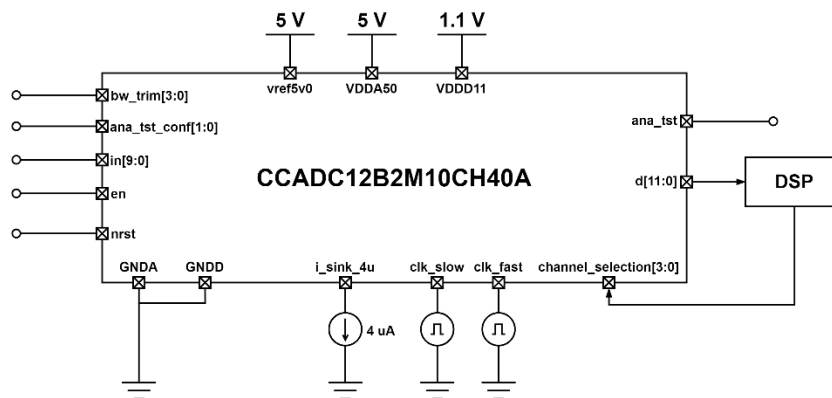 5 V 5 V 1.1 V
vref5v0 VDDA50 VDDD11
bw_trim[3:0]
ana_tst
ana_tst_conf[1:0]
in[9:0]
CCADC12B2M10CH40A
d[11:0]
DSP
en
nrst
GNDA GNDD i_sink_4u clk_slow clk_fast channel_selection[3:0]
4 uA